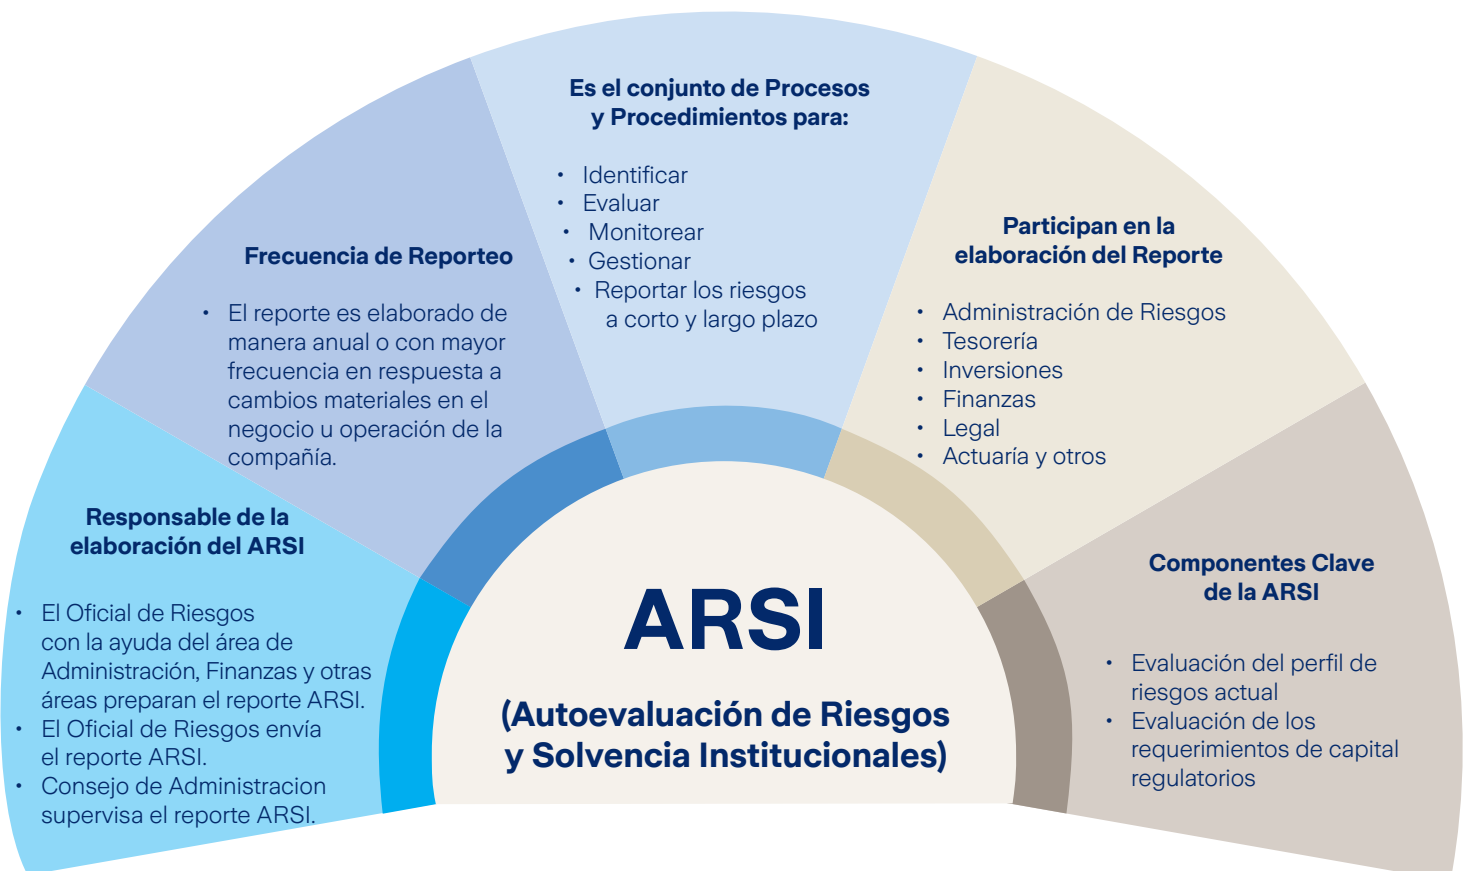 Es el conjunto de Procesos
y Procedimientos para:
• Identificar
• Evaluar
• Monitorear
• Gestionar
• Reportar los riesgos
a corto y largo plazo
Frecuencia de Reporteo
• El reporte es elaborado de
manera anual o con mayor
frecuencia en respuesta a
cambios materiales en el
negocio u operación de la
compañía.
Participan en la
elaboración del Reporte
• Administración de Riesgos
• Tesorería
• Inversiones
• Finanzas
• Legal
• Actuaría y otros
Responsable de la
elaboración del ARSI
• El Oficial de Riesgos
con la ayuda del área de
Administración, Finanzas y otras
áreas preparan el reporte ARSI.
• El Oficial de Riesgos envía
el reporte ARSI.
• Consejo de Administracion
supervisa el reporte ARSI.
ARSI
(Autoevaluación de Riesgos
y Solvencia Institucionales)
Componentes Clave
de la ARSI
• Evaluación del perfil de
riesgos actual
• Evaluación de los
requerimientos de capital
regulatorios